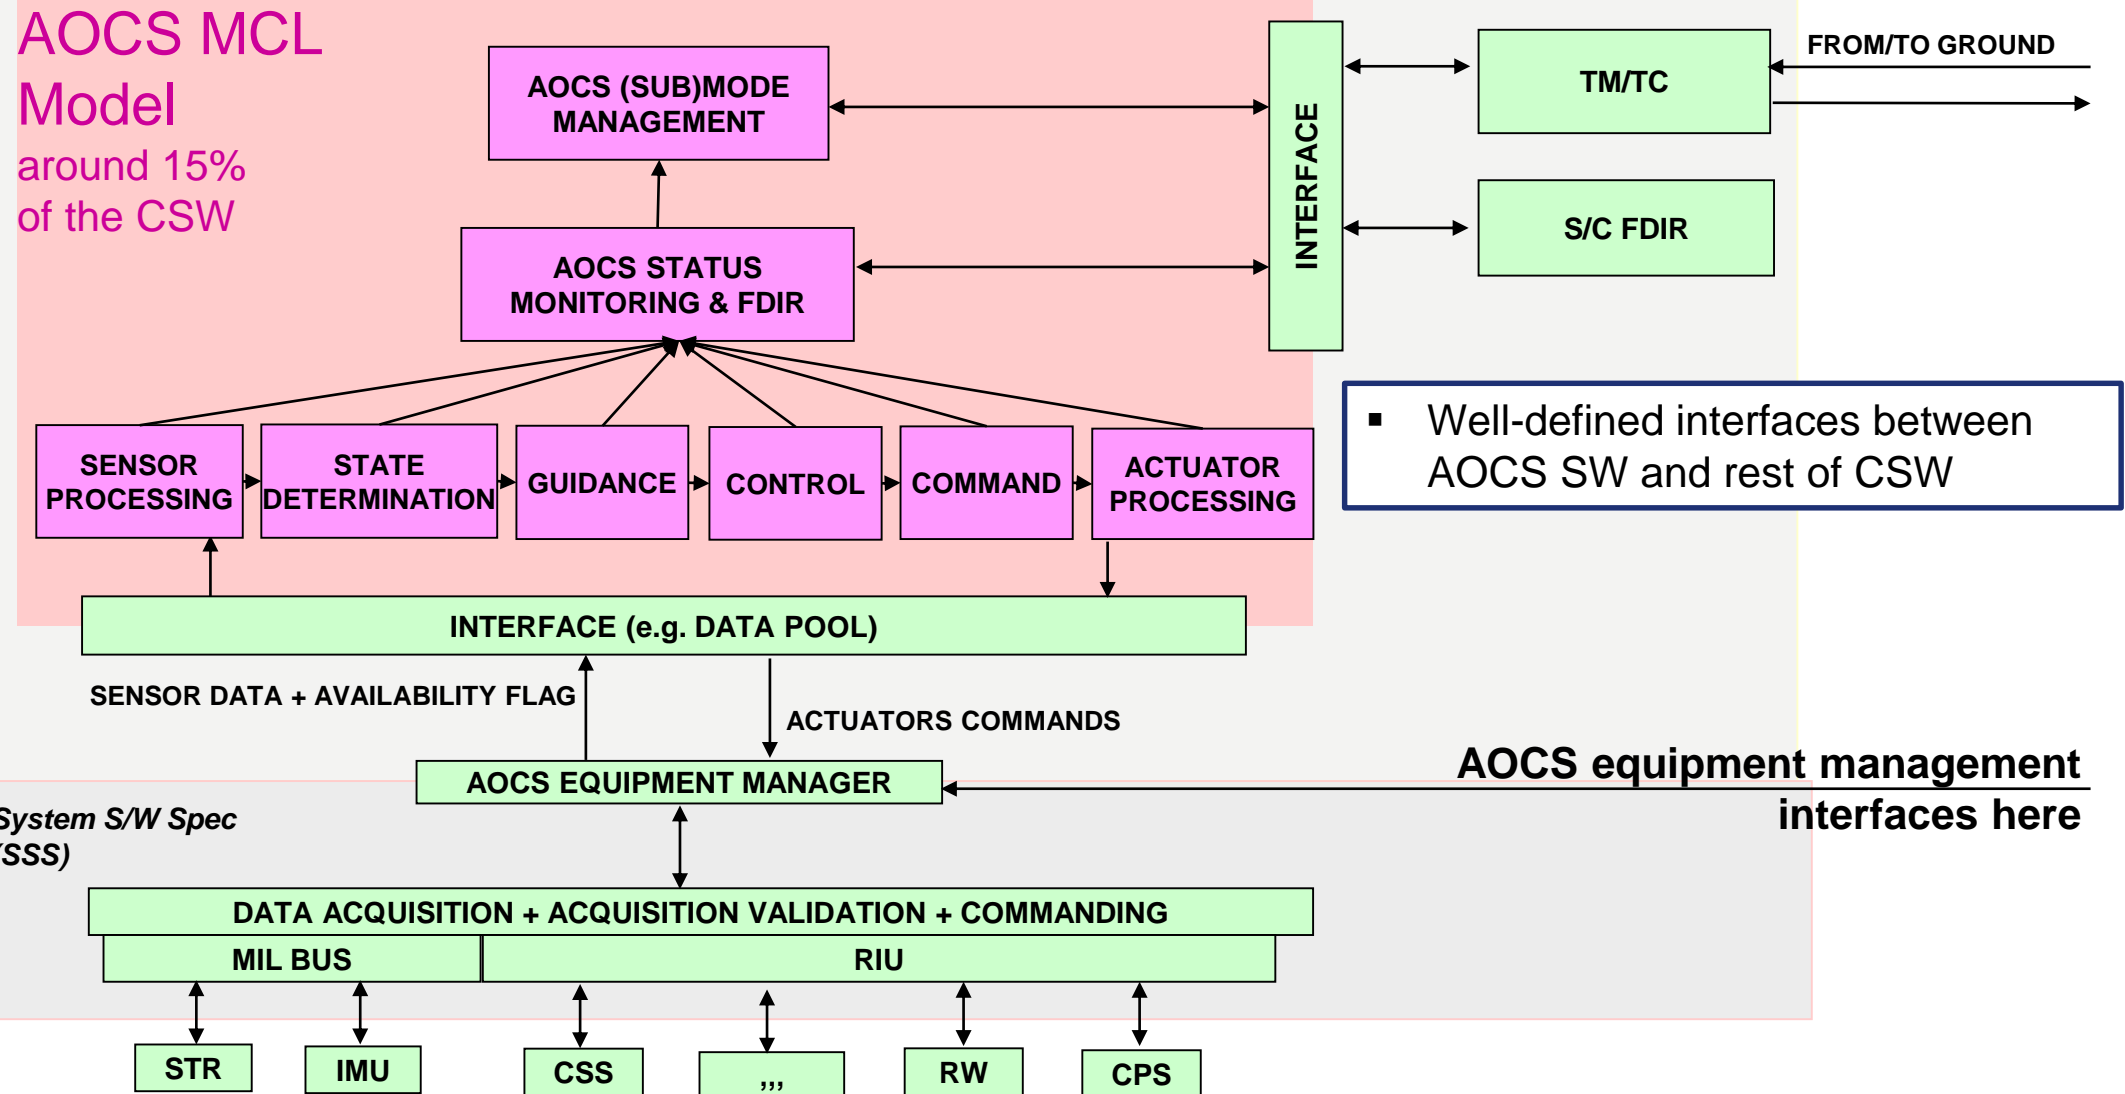 AOCS MCL
Model
around 15%
of the CSW
AOCS (SUB)MODE
MANAGEMENT
INTERFACE
TM/TC
FROM/TO GROUND
S/C FDIR
AOCS STATUS
MONITORING & FDIR
▪ Well-defined interfaces between
AOCS SW and rest of CSW
SENSOR
PROCESSING
STATE
DETERMINATION
GUIDANCE
CONTROL
COMMAND
ACTUATOR
PROCESSING
INTERFACE (e.g. DATA POOL)
SENSOR DATA + AVAILABILITY FLAG
ACTUATORS COMMANDS
AOCS EQUIPMENT MANAGER
AOCS equipment management
interfaces here
System S/W Spec
(SSS)
DATA ACQUISITION + ACQUISITION VALIDATION + COMMANDING
MIL BUS
RIU
STR
IMU
CSS
,,,
RW
CPS